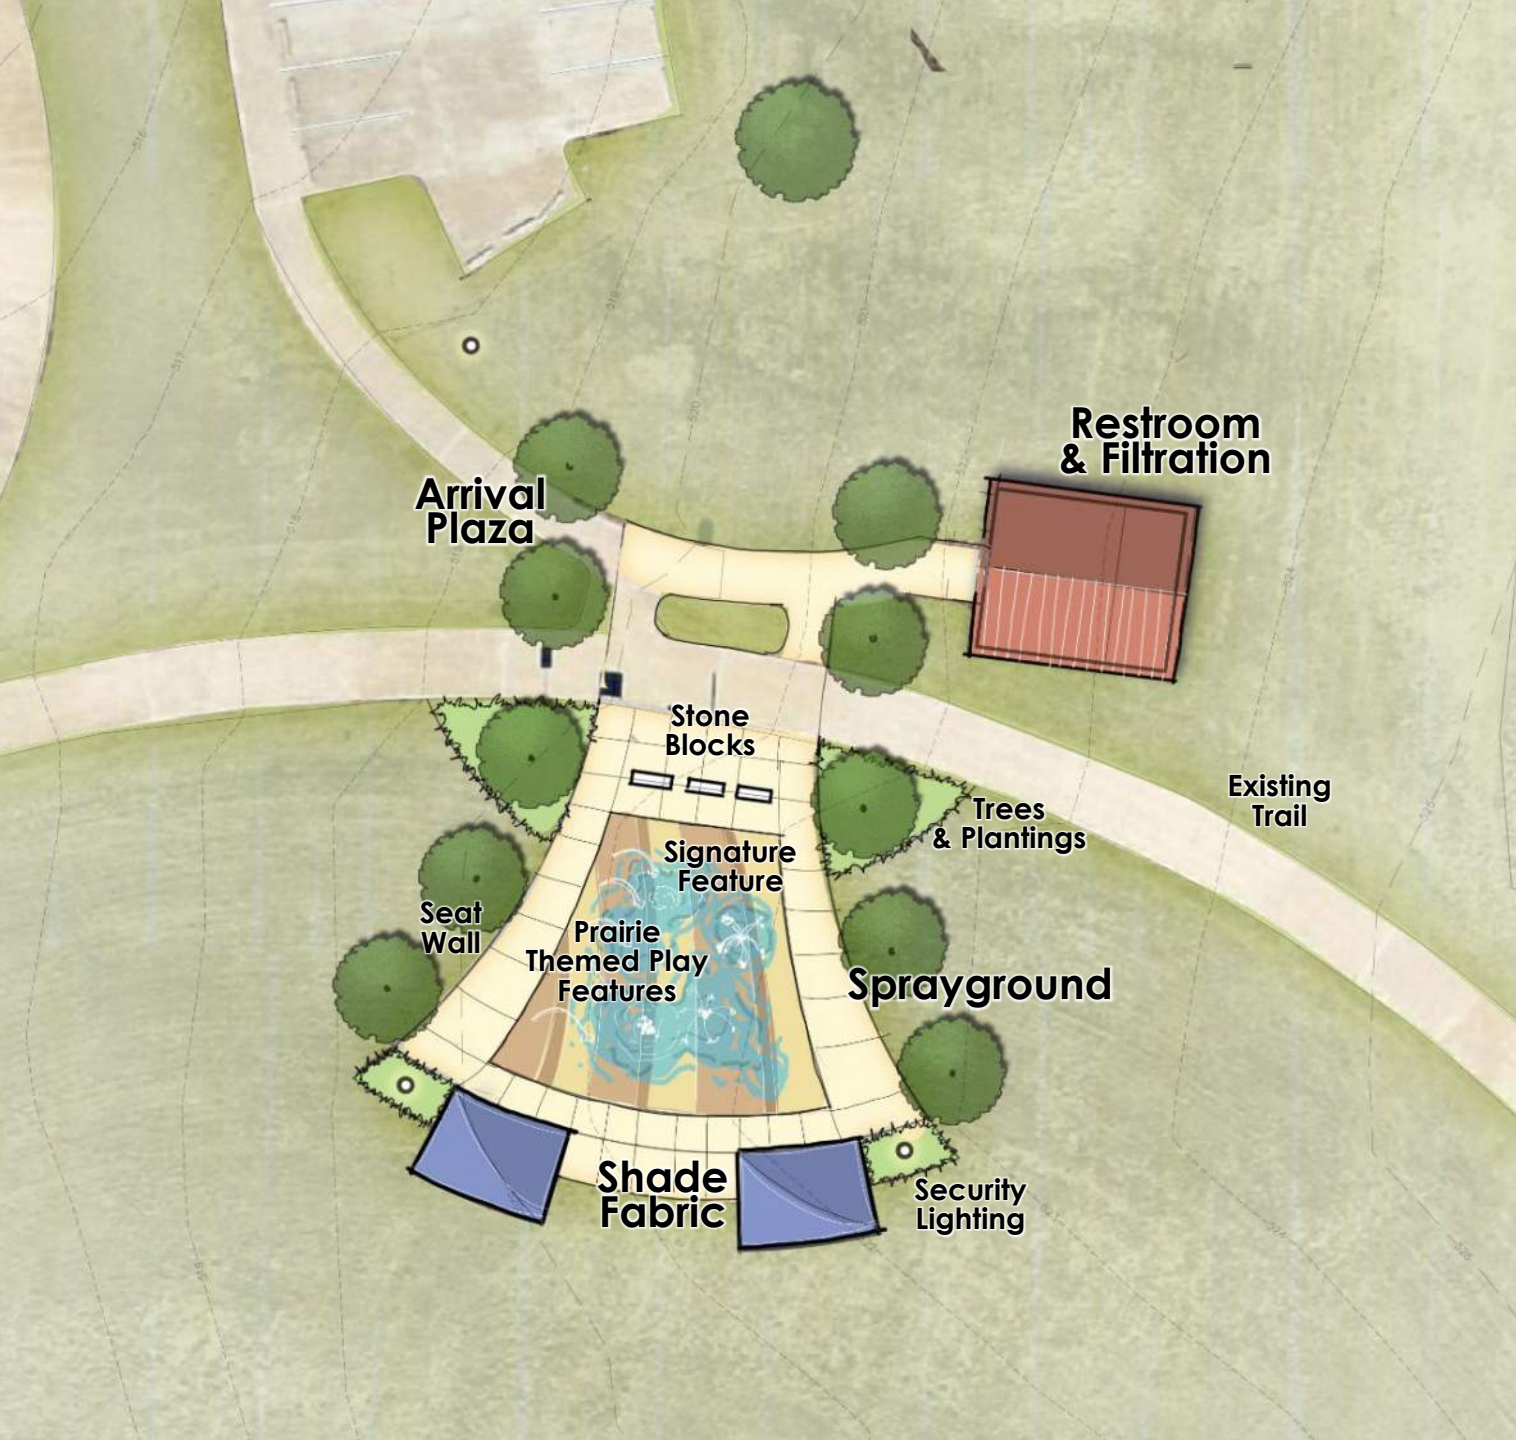 Restroom
& Filtration
Arrival
Plaza
Stone
Blocks
Existing
Trail
Trees
& Plantings
Signature
Feature
Seat
Wall
Prairie
Themed Play
Features
Sprayground
Shade
Fabric
Security
Lighting